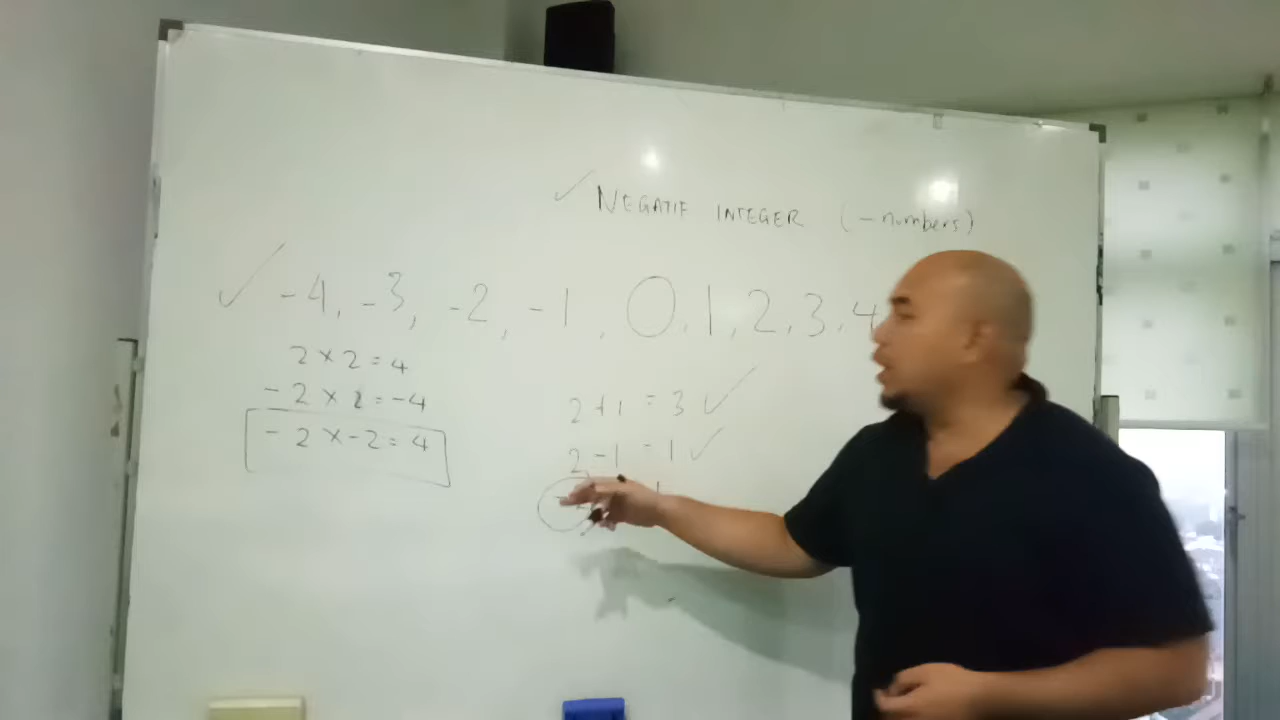 ✓ NEGATIF INTEGER (-numbers)
✓ -4, -3, -2, -1, 0, 1, 2, 3, 4
2 × 2 = 4
-2 × 2 = -4
-2 × -2 = 4
2 + 1 = 3 ✓
2 - 1 = 1 ✓